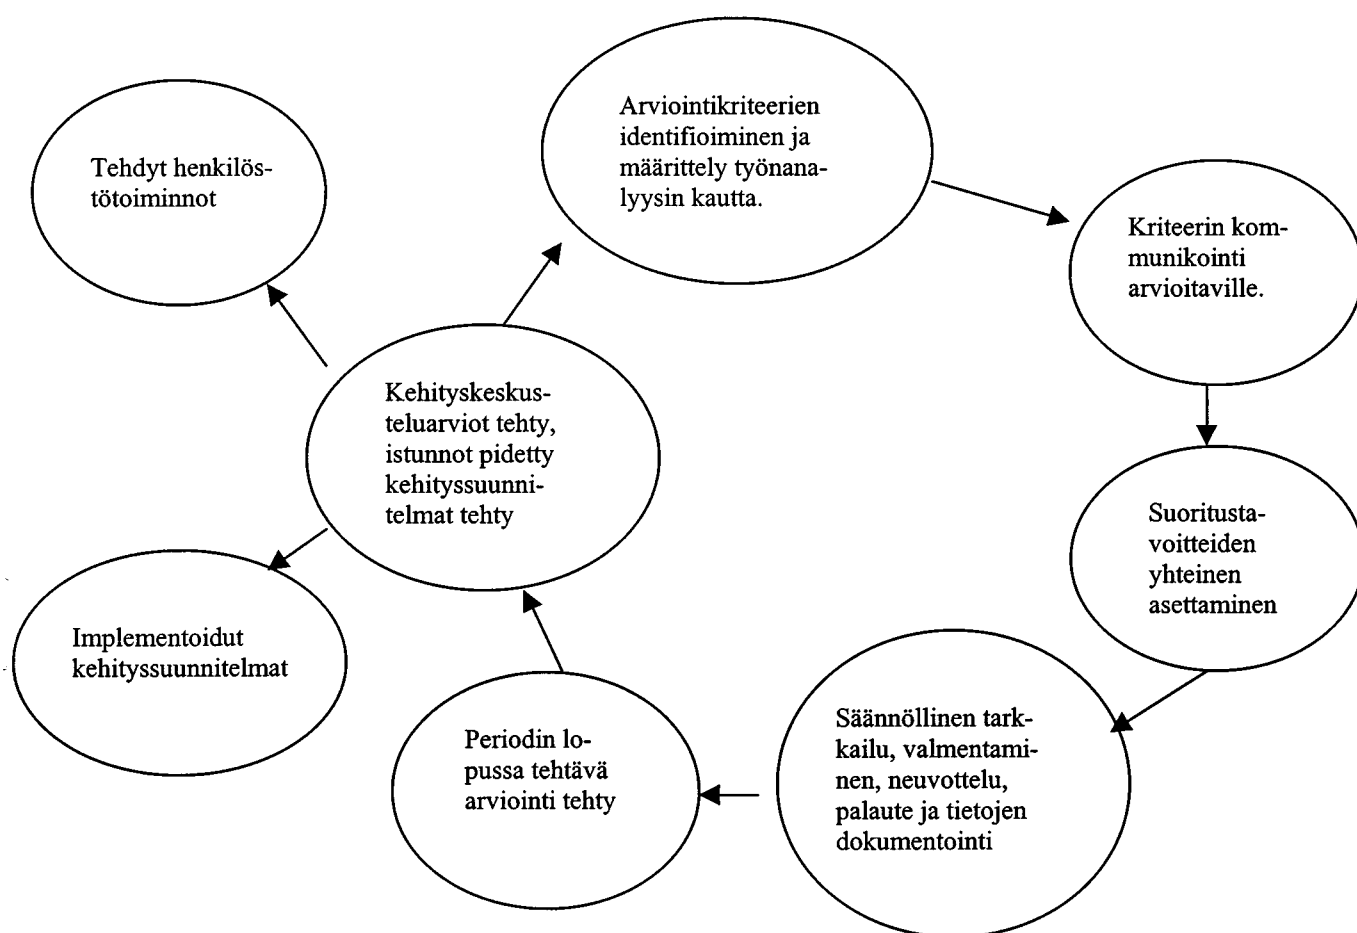 Arviointikriteerien
identifioiminen ja
määrittely työnana-
lyysin kautta.
Tehdyt henkilös-
tötoiminnot
Kriteerin kom-
munikointi
arvioitaville.
Kehityskeskus-
teluarviot tehty,
istunnot pidetty
kehityssuunni-
telmat tehty
Suoritusta-
voitteiden
yhteinen
asettaminen
Implementoidut
kehityssuunnitelmat
Säännöllinen tark-
kailu, valmentami-
nen, neuvottelu,
palaute ja tietojen
dokumentointi
Periodin lo-
pussa tehtävä
arviointi tehty